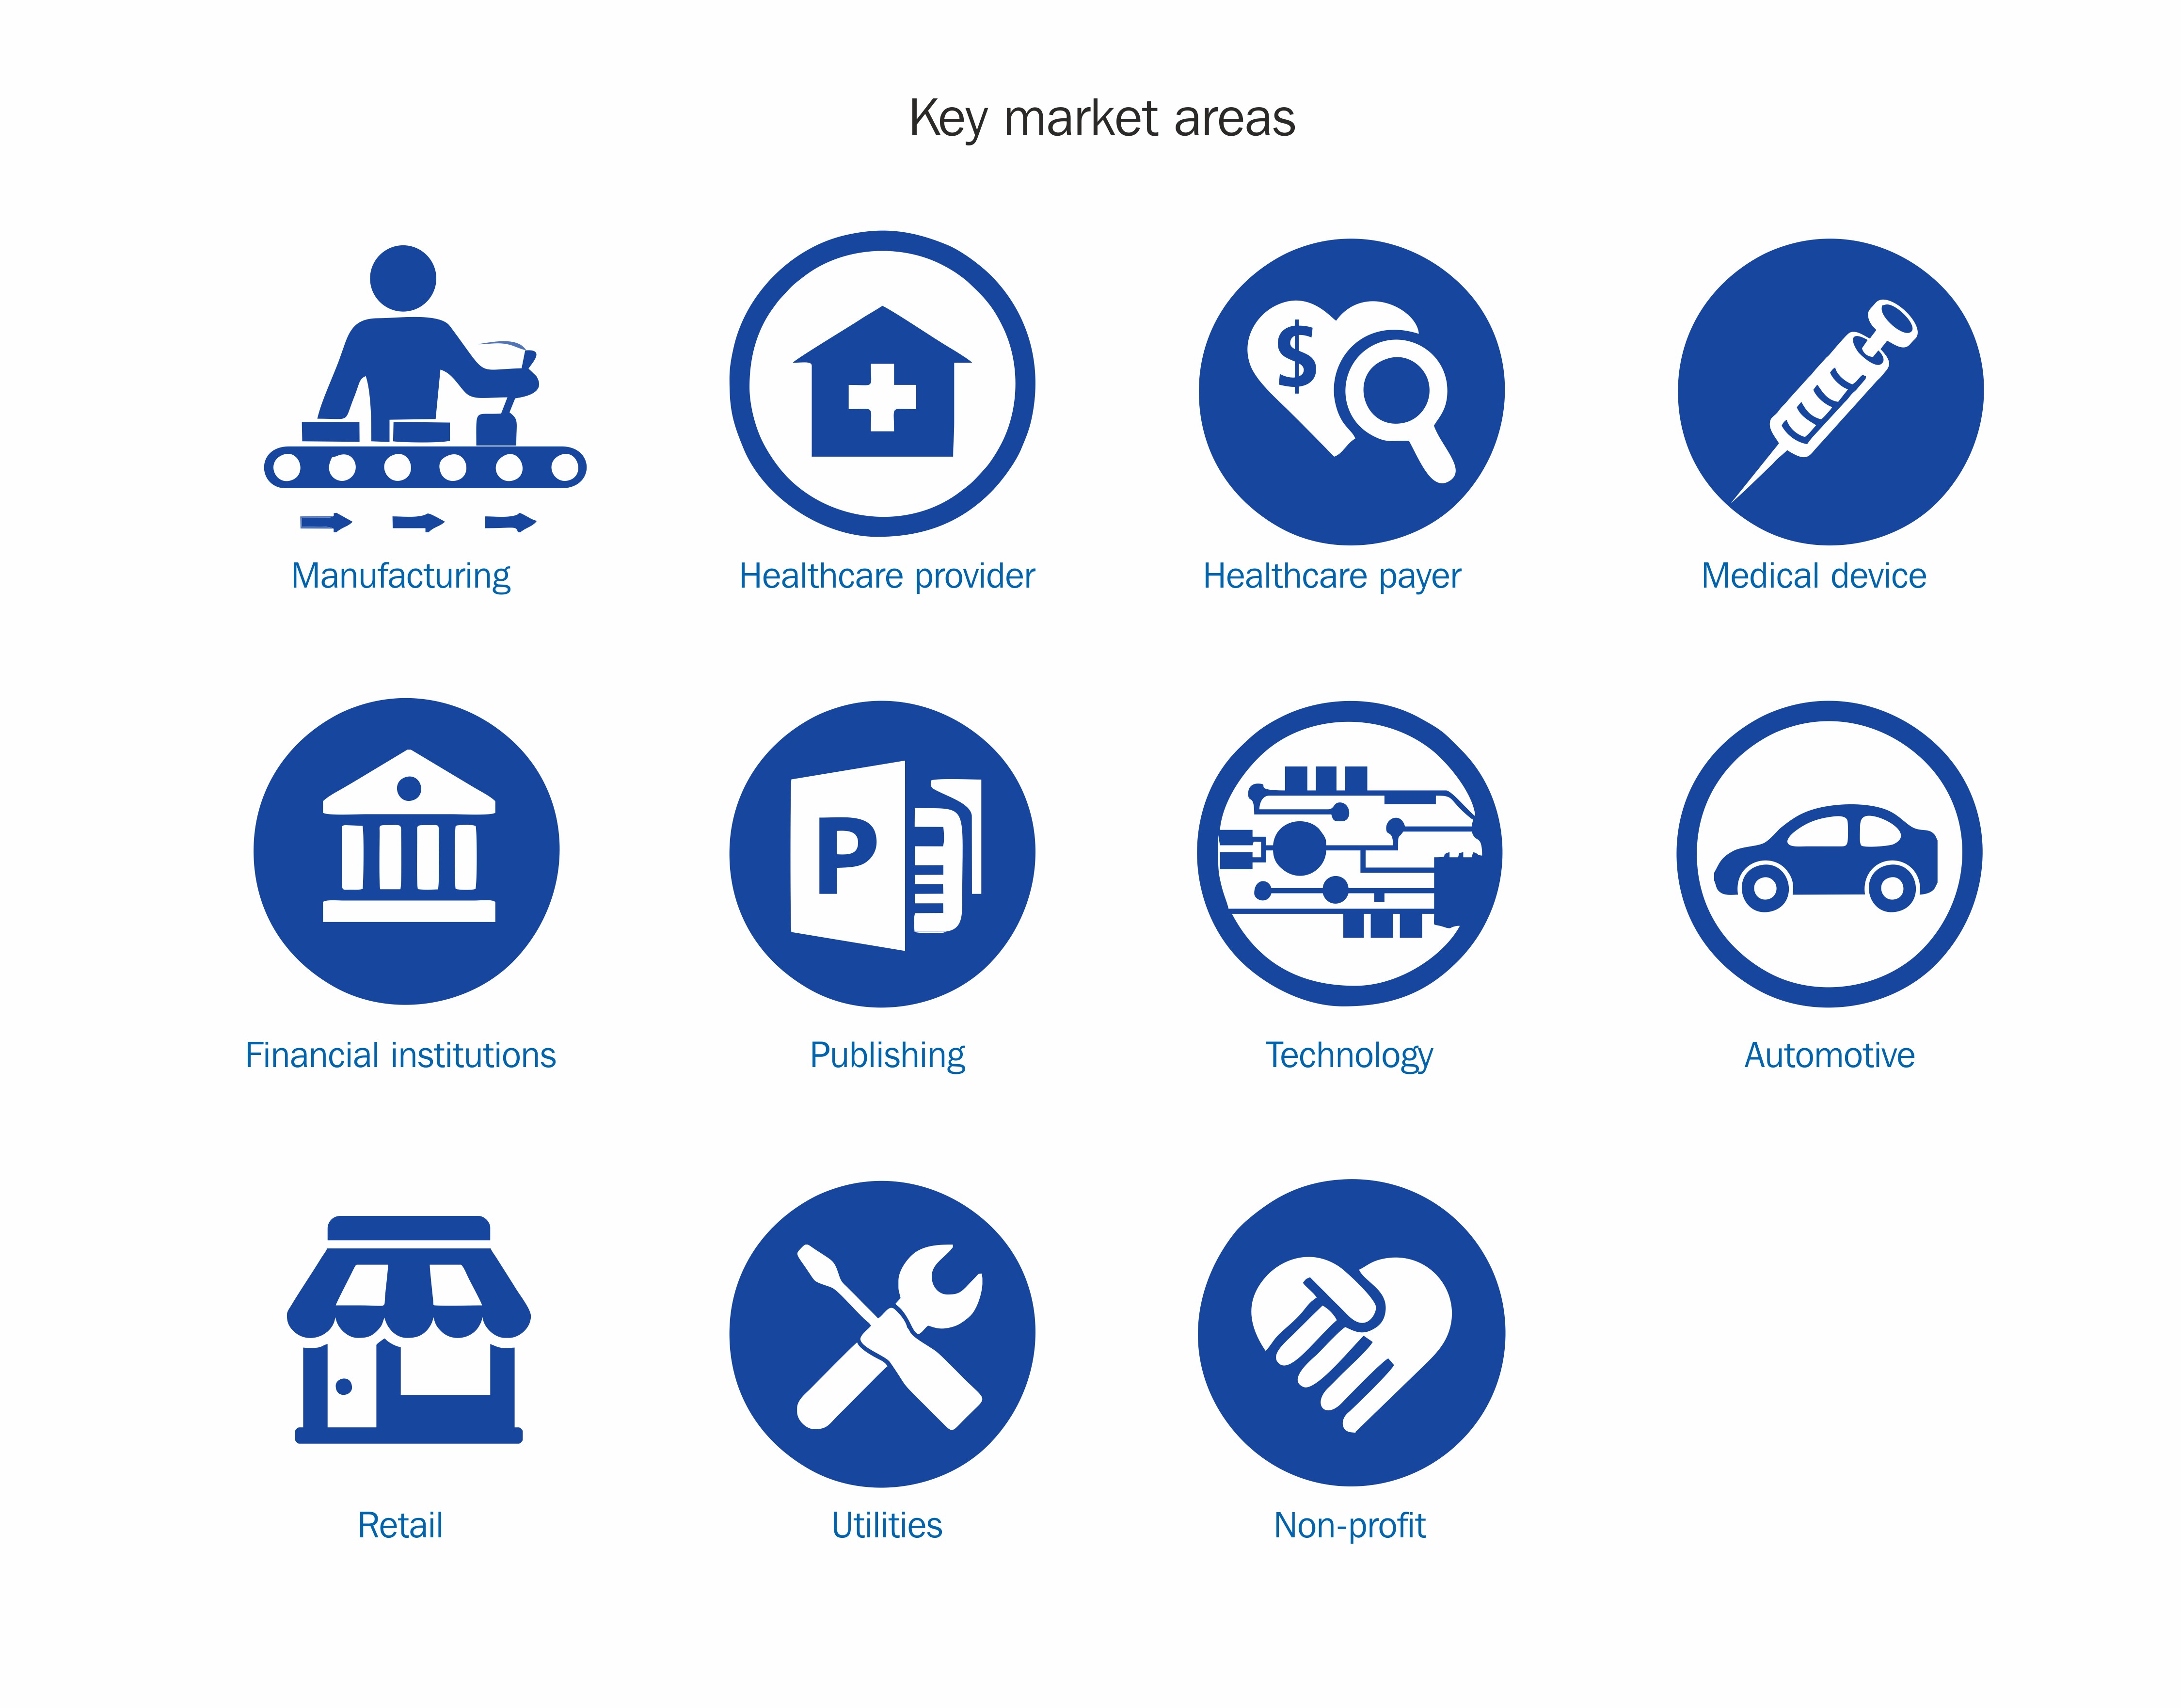 Key market areas
Manufacturing
Healthcare provider
$
Healthcare payer
Medical device
Financial institutions
P
Publishing
Technology
Automotive
Retail
Utilities
Non-profit